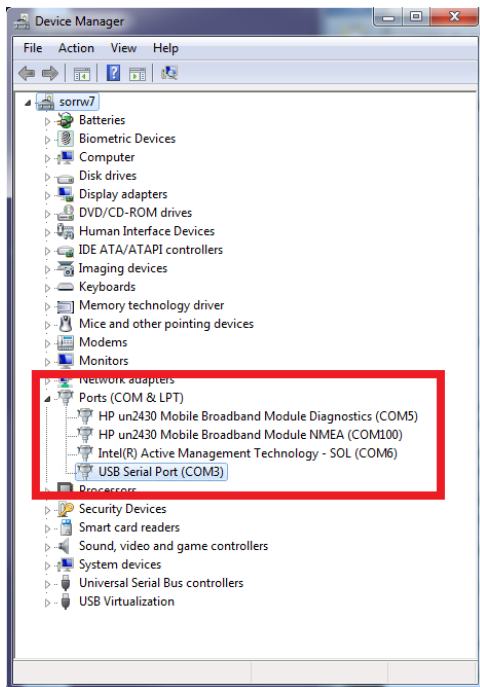 Device Manager
File Action View Help
sorrw7
Batteries
Biometric Devices
Computer
Disk drives
Display adapters
DVD/CD-ROM drives
Human Interface Devices
IDE ATA/ATAPI controllers
Imaging devices
Keyboards
Memory technology driver
Mice and other pointing devices
Modems
Monitors
Network adapters
Ports (COM & LPT)
HP un2430 Mobile Broadband Module Diagnostics (COM5)
HP un2430 Mobile Broadband Module NMEA (COM100)
Intel(R) Active Management Technology - SOL (COM6)
USB Serial Port (COM3)
Processors
Security Devices
Smart card readers
Sound, video and game controllers
System devices
Universal Serial Bus controllers
USB Virtualization